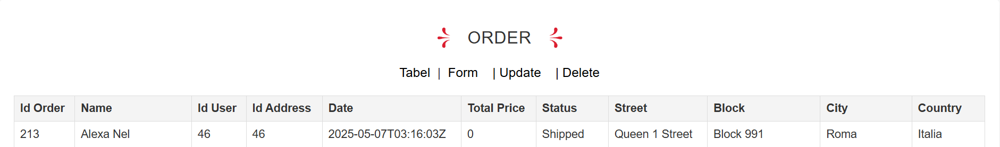 ORDER
Tabel | Form | Update | Delete
Id Order Name Id User Id Address Date Total Price Status Street Block City Country
213 Alexa Nel 46 46 2025-05-07T03:16:03Z 0 Shipped Queen 1 Street Block 991 Roma Italia